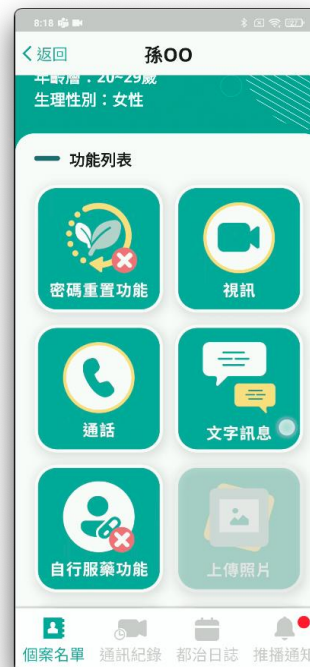 8:18
返回
孫OO
年齡層：20~29歲
生理性別：女性
功能列表
密碼重置功能
視訊
通話
文字訊息
自行服藥功能
上傳照片
個案名單
通訊紀錄
都治日誌
推播通知